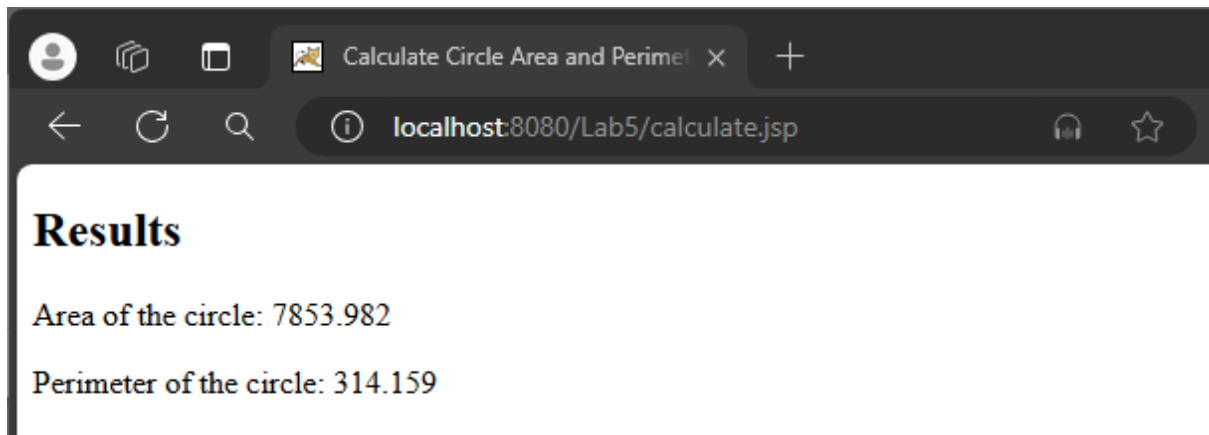 Calculate Circle Area and Perimet
localhost:8080/Lab5/calculate.jsp
Results
Area of the circle: 7853.982
Perimeter of the circle: 314.159